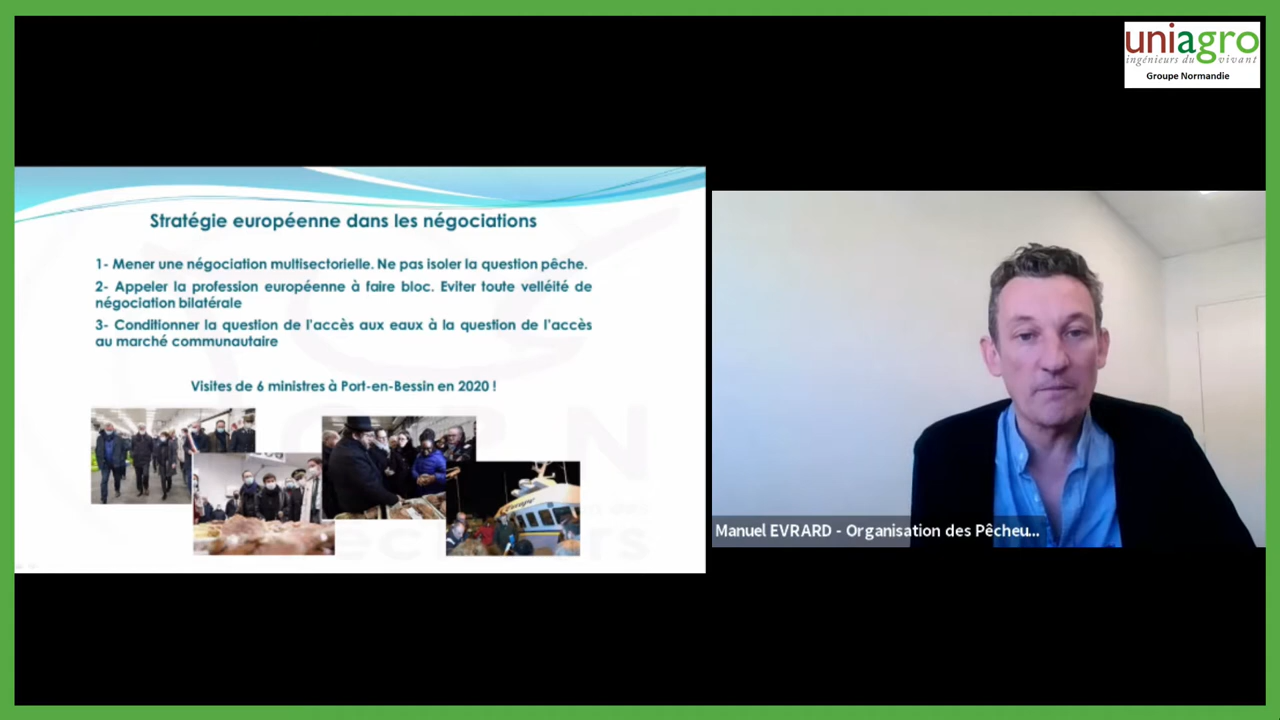 uniagro
ingénieurs du vivant
Groupe Normandie
Stratégie européenne dans les négociations
1- Mener une négociation multisectorielle. Ne pas isoler la question pêche.
2- Appeler la profession européenne à faire bloc. Eviter toute velléité de
négociation bilatérale
3- Conditionner la question de l'accès aux eaux à la question de l'accès
au marché communautaire
Visites de 6 ministres à Port-en-Bessin en 2020 !
Manuel EVRARD - Organisation des Pêcheu...